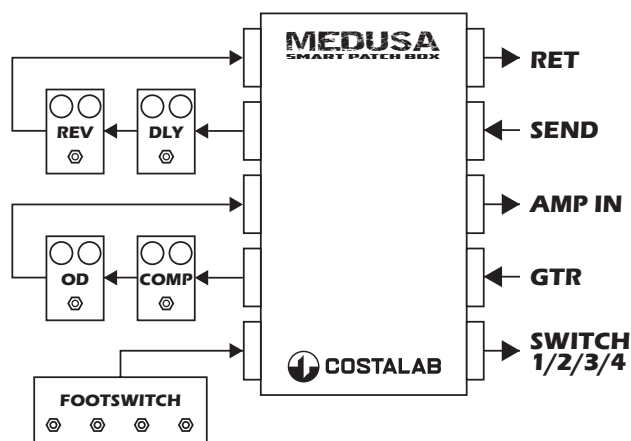 MEDUSA
SMART PATCH BOX
RET
REV
DLY
SEND
AMP IN
OD
COMP
GTR
COSTALAB
SWITCH
1/2/3/4
FOOTSWITCH